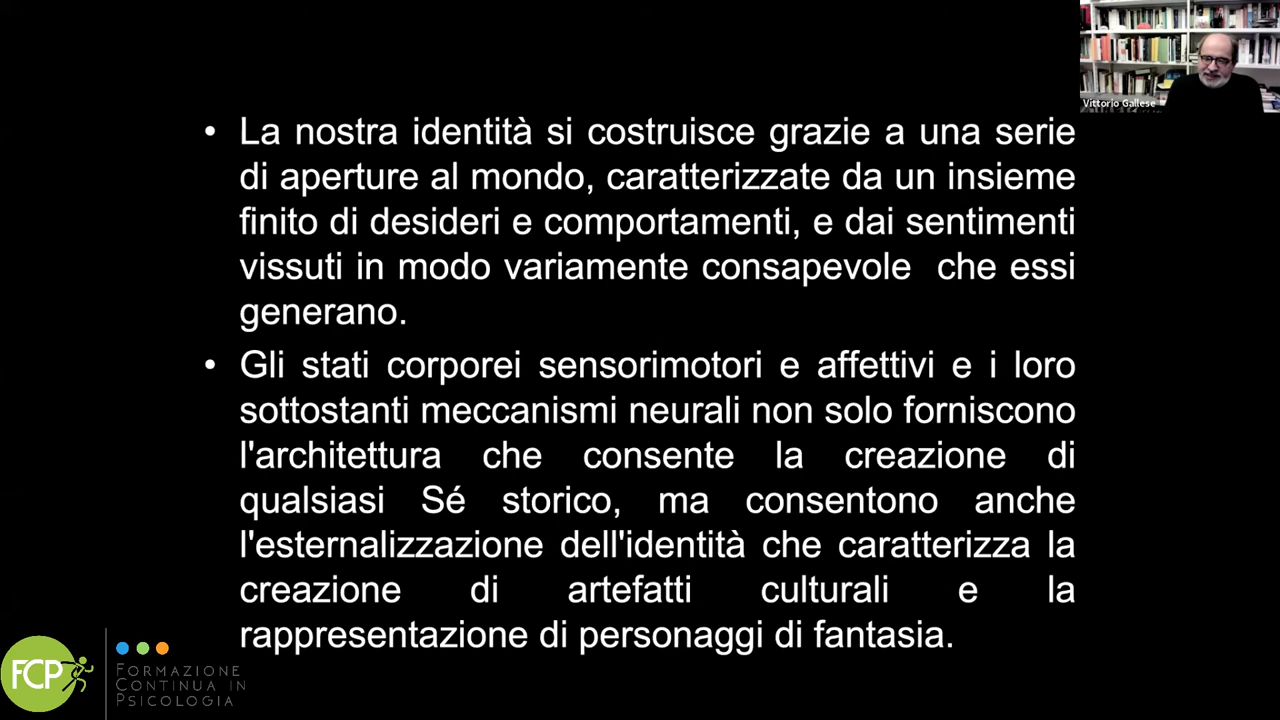 Vittorio Gallese
• La nostra identità si costruisce grazie a una serie
di aperture al mondo, caratterizzate da un insieme
finito di desideri e comportamenti, e dai sentimenti
vissuti in modo variamente consapevole  che essi
generano.
• Gli stati corporei sensorimotori e affettivi e i loro
sottostanti meccanismi neurali non solo forniscono
l'architettura che consente la creazione di
qualsiasi Sé storico, ma consentono anche
l'esternalizzazione dell'identità che caratterizza la
creazione di artefatti culturali e la
rappresentazione di personaggi di fantasia.
FCP
FORMAZIONE
CONTINUA IN
PSICOLOGIA